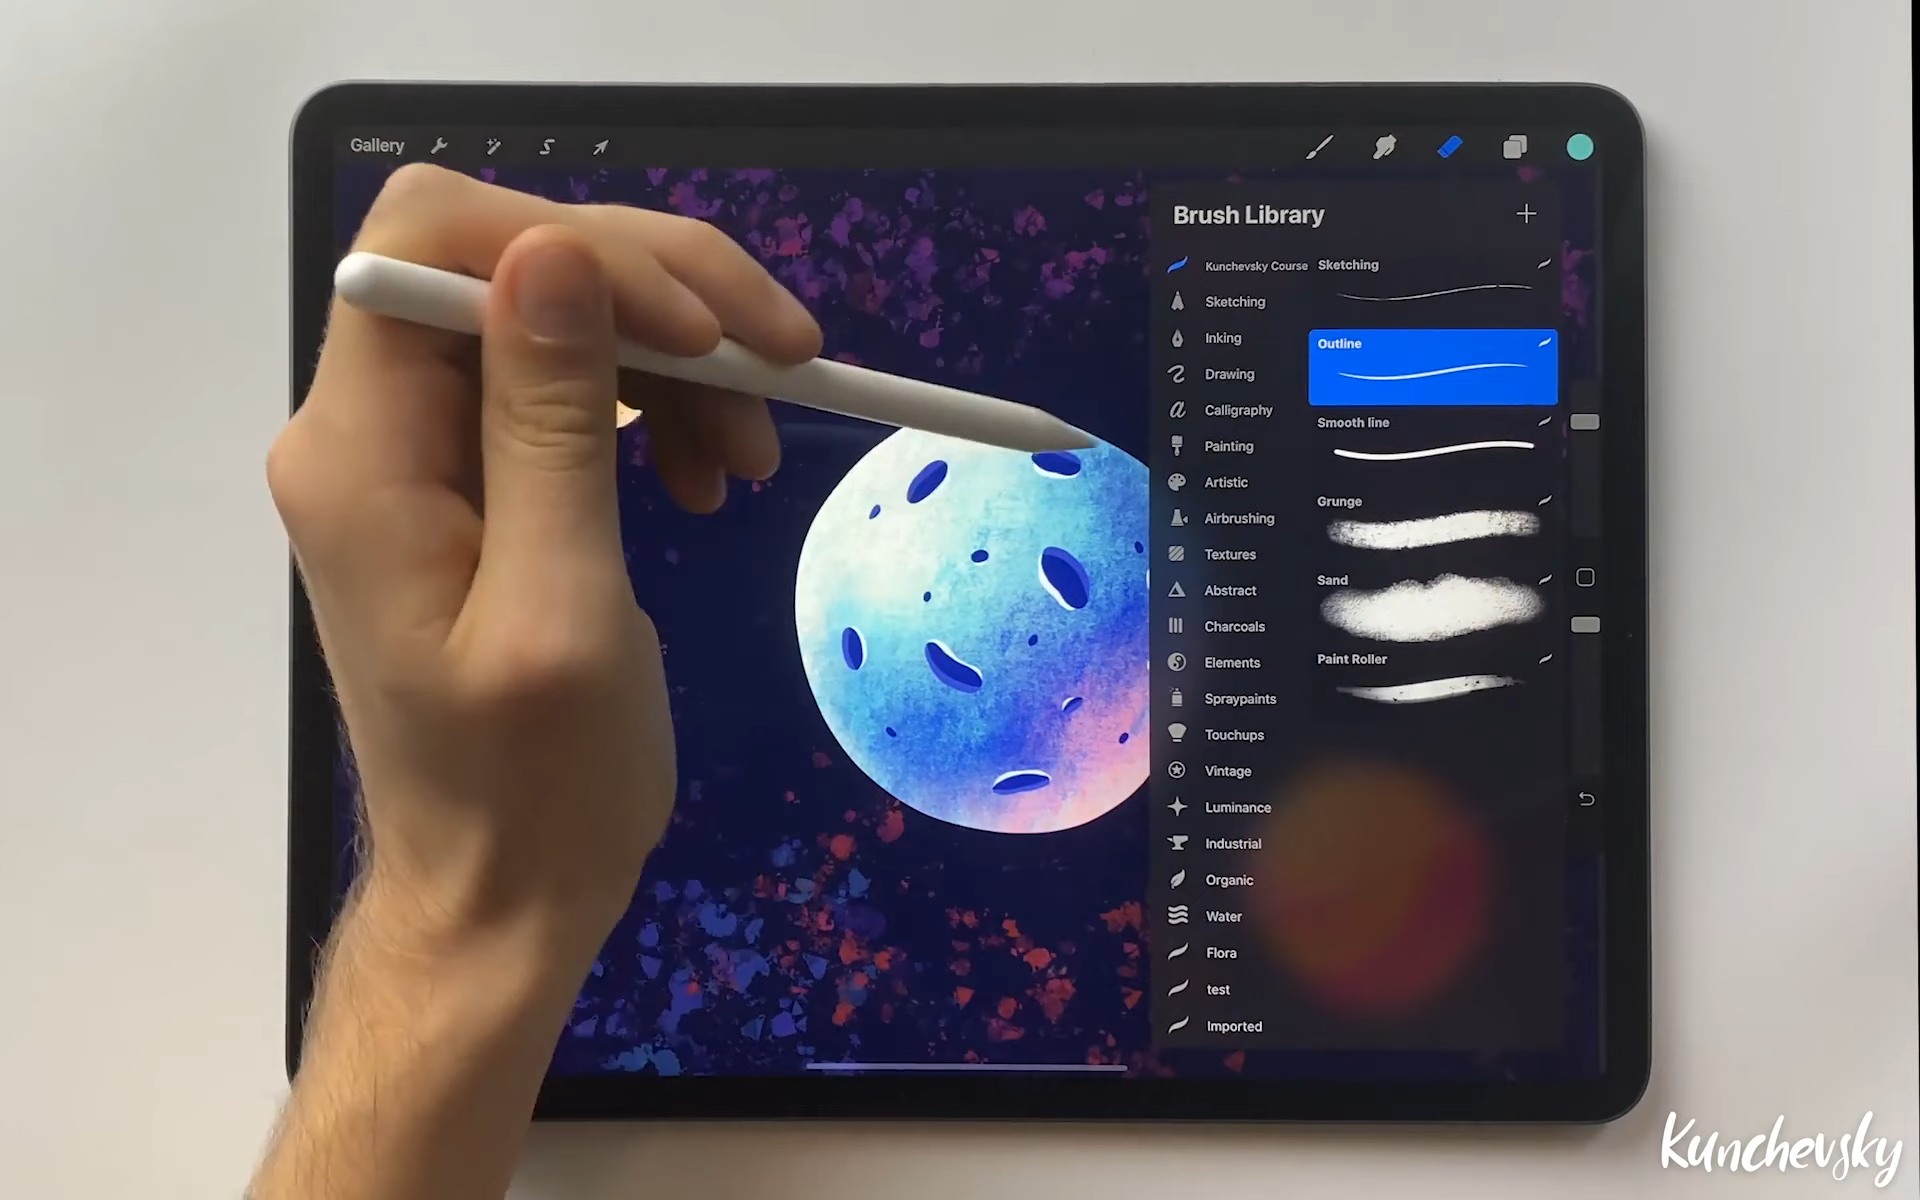 Gallery
Brush Library
Kunchevsky Course
Sketching
Inking
Drawing
Calligraphy
Painting
Artistic
Airbrushing
Textures
Abstract
Charcoals
Elements
Spraypaints
Touchups
Vintage
Luminance
Industrial
Organic
Water
Flora
test
Imported
Sketching
Outline
Smooth line
Grunge
Sand
Paint Roller
Kunchevsky